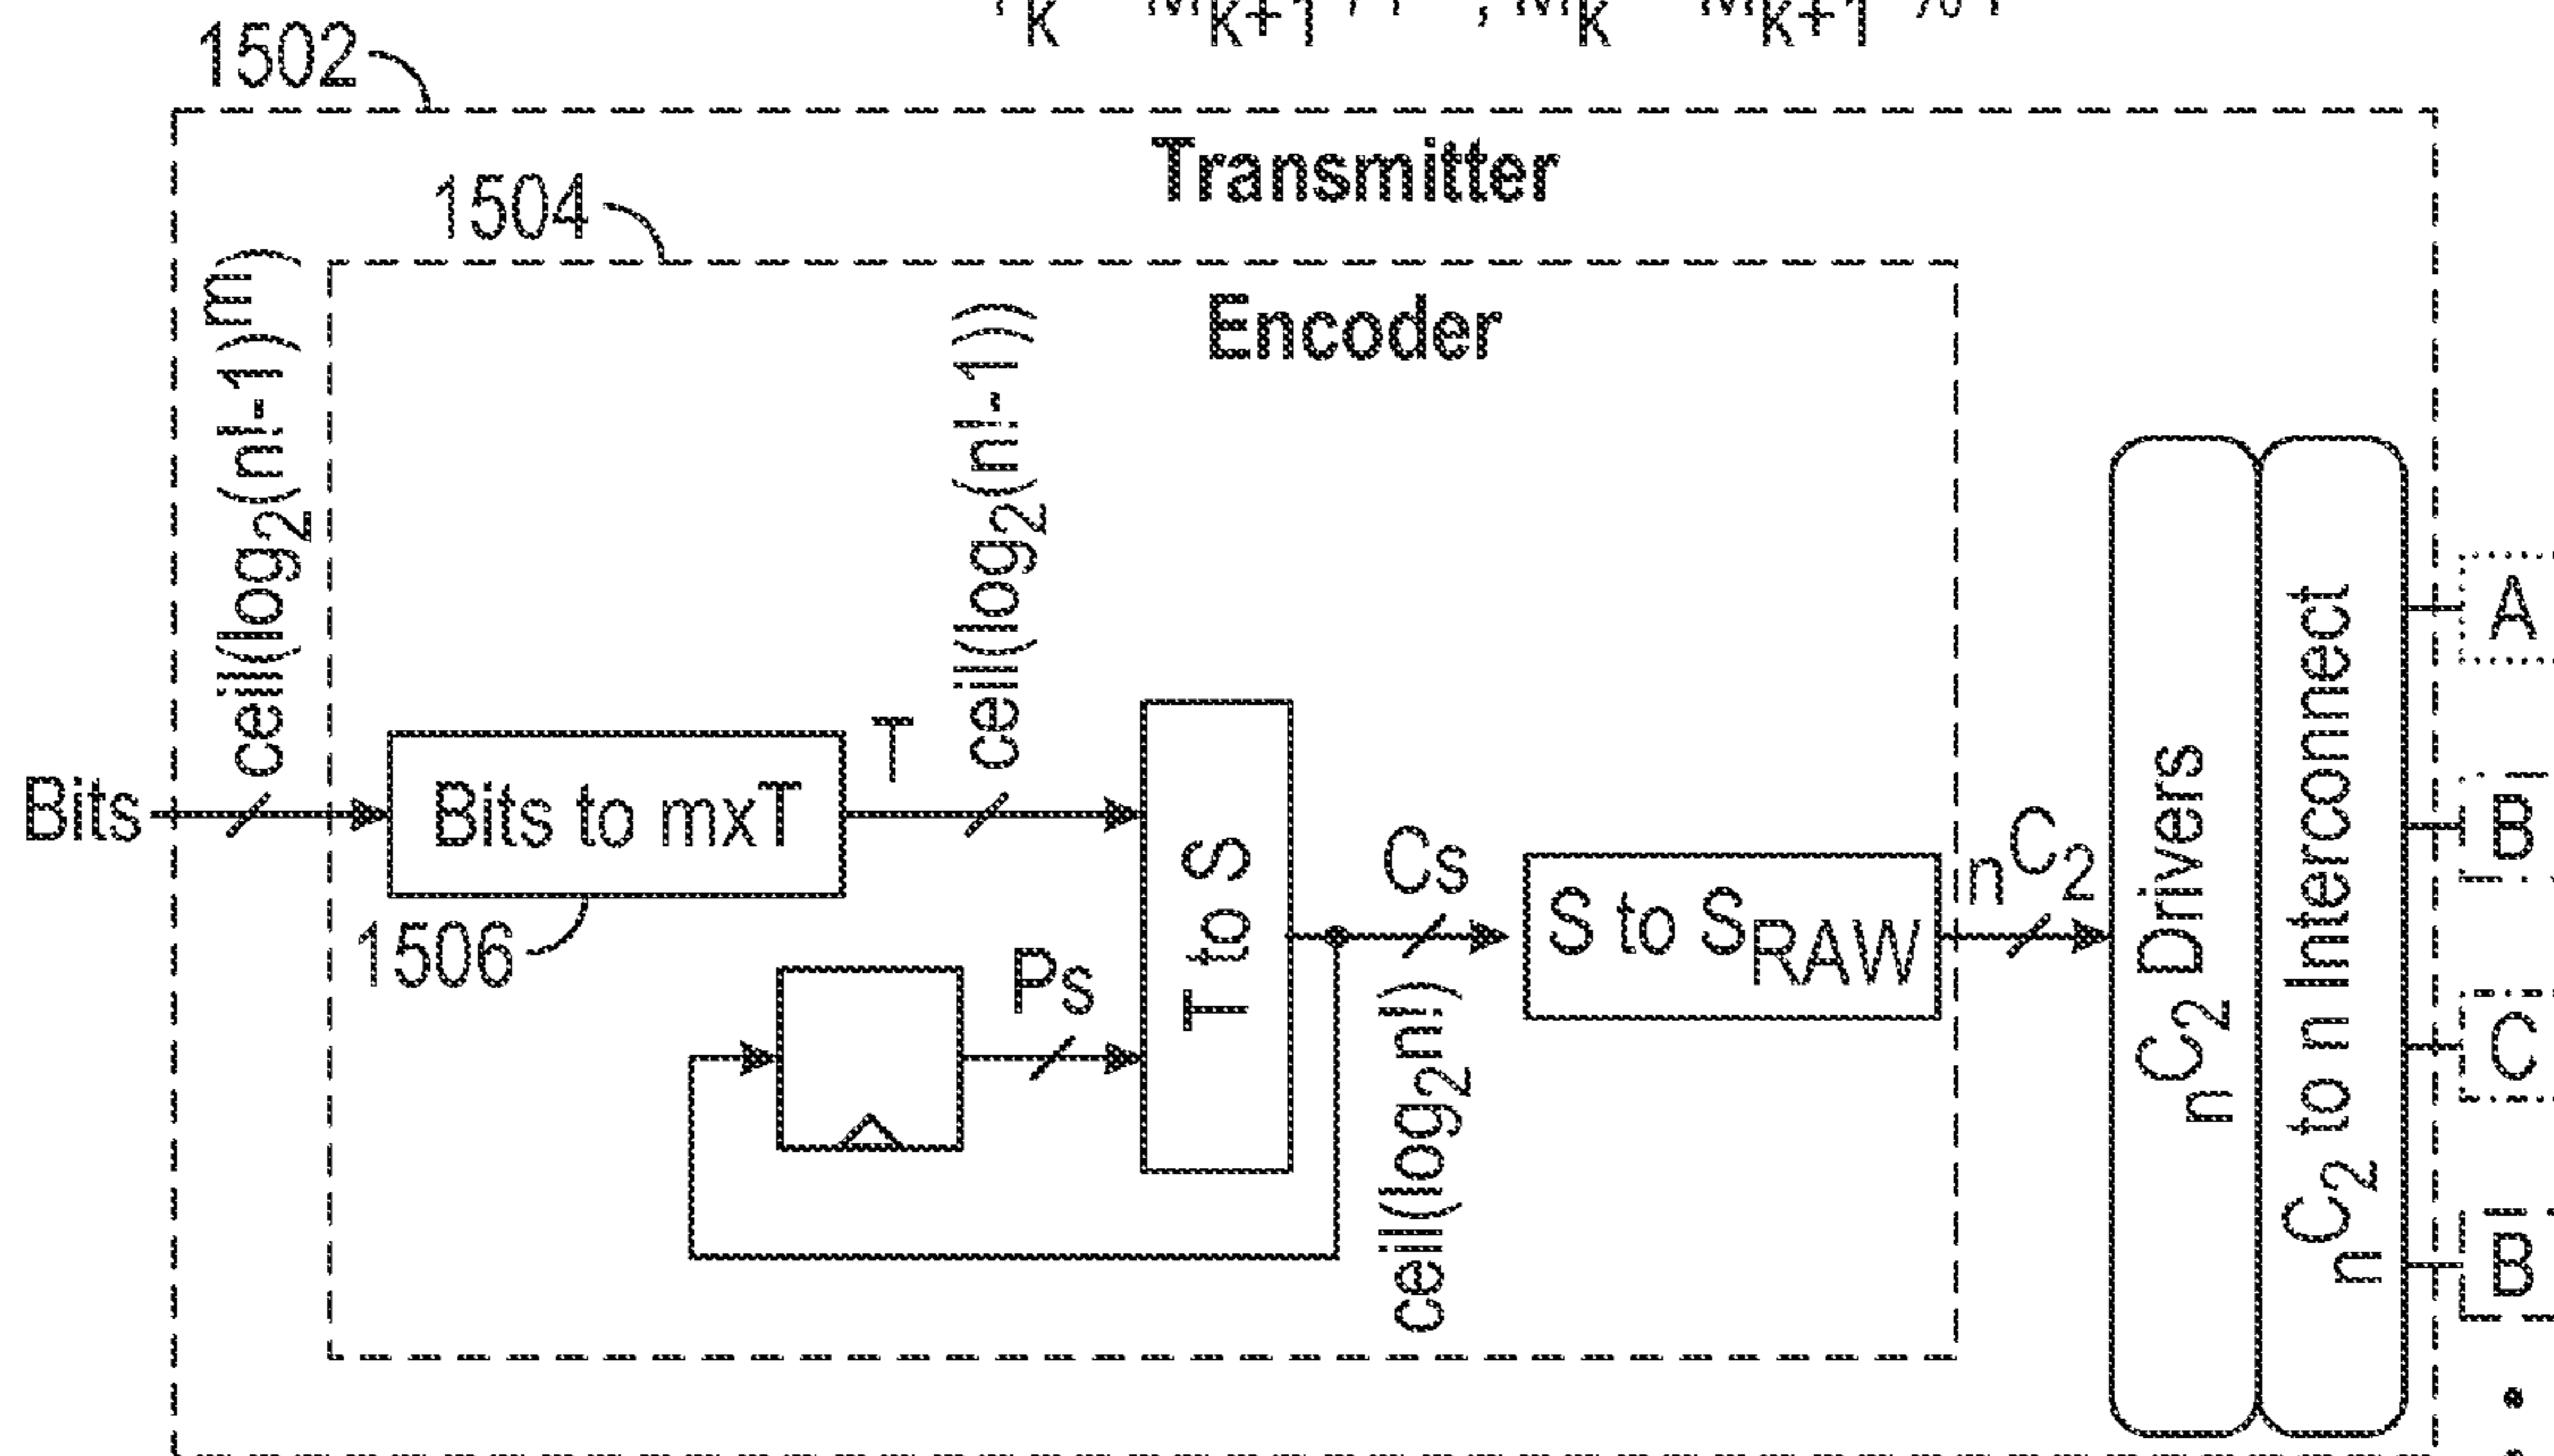 1502
Transmitter
1504
Encoder
ceil(log₂(n!-1)ᵐ)
ceil(log₂(n!-1))
Bits
Bits to mxT
T
1506
Ps
T to S
Cs
ceil(log₂n!)
S to S_RAW
nC₂
nC₂ Drivers
nC₂ to n Interconnect
A
B
C
B